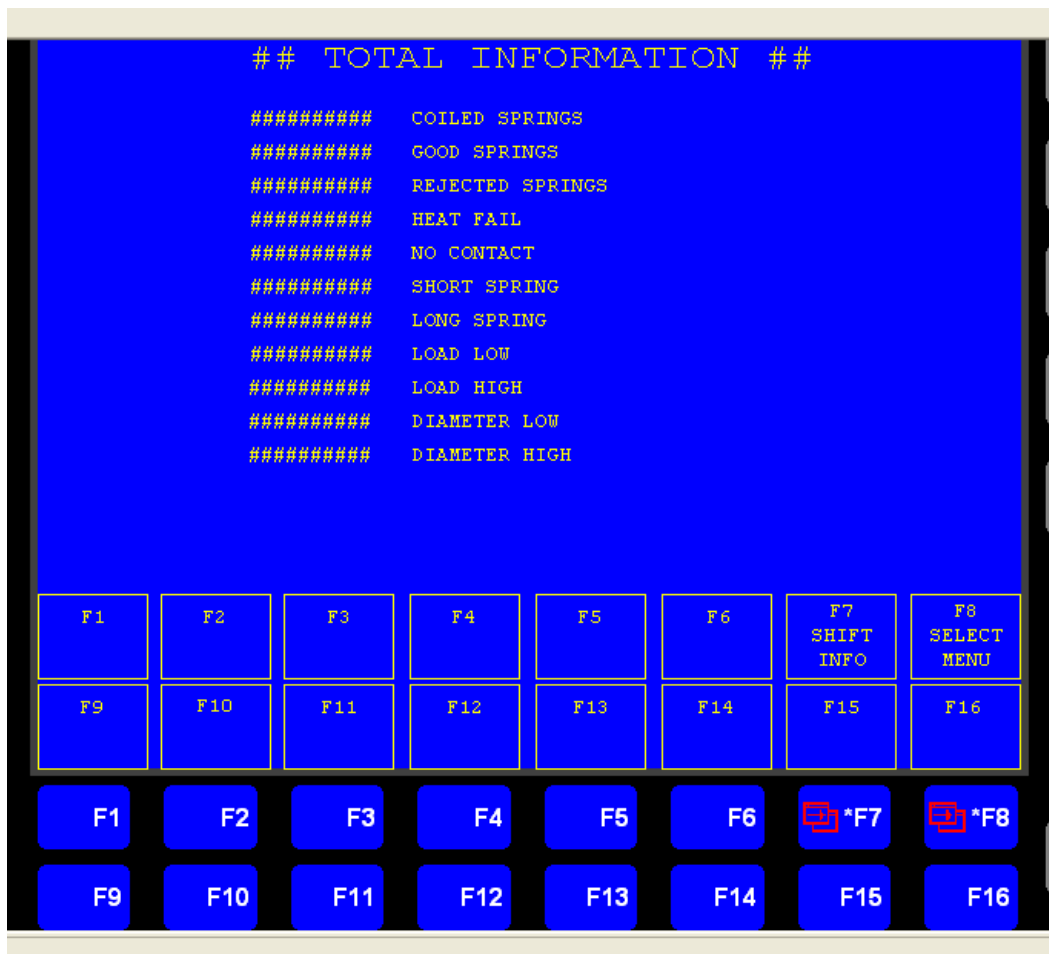 ## TOTAL INFORMATION ##
########## COILED SPRINGS
########## GOOD SPRINGS
########## REJECTED SPRINGS
########## HEAT FAIL
########## NO CONTACT
########## SHORT SPRING
########## LONG SPRING
########## LOAD LOW
########## LOAD HIGH
########## DIAMETER LOW
########## DIAMETER HIGH
F1 F2 F3 F4 F5 F6 F7 F8
SHIFT SELECT
INFO MENU
F9 F10 F11 F12 F13 F14 F15 F16
F1 F2 F3 F4 F5 F6 *F7 *F8
F9 F10 F11 F12 F13 F14 F15 F16